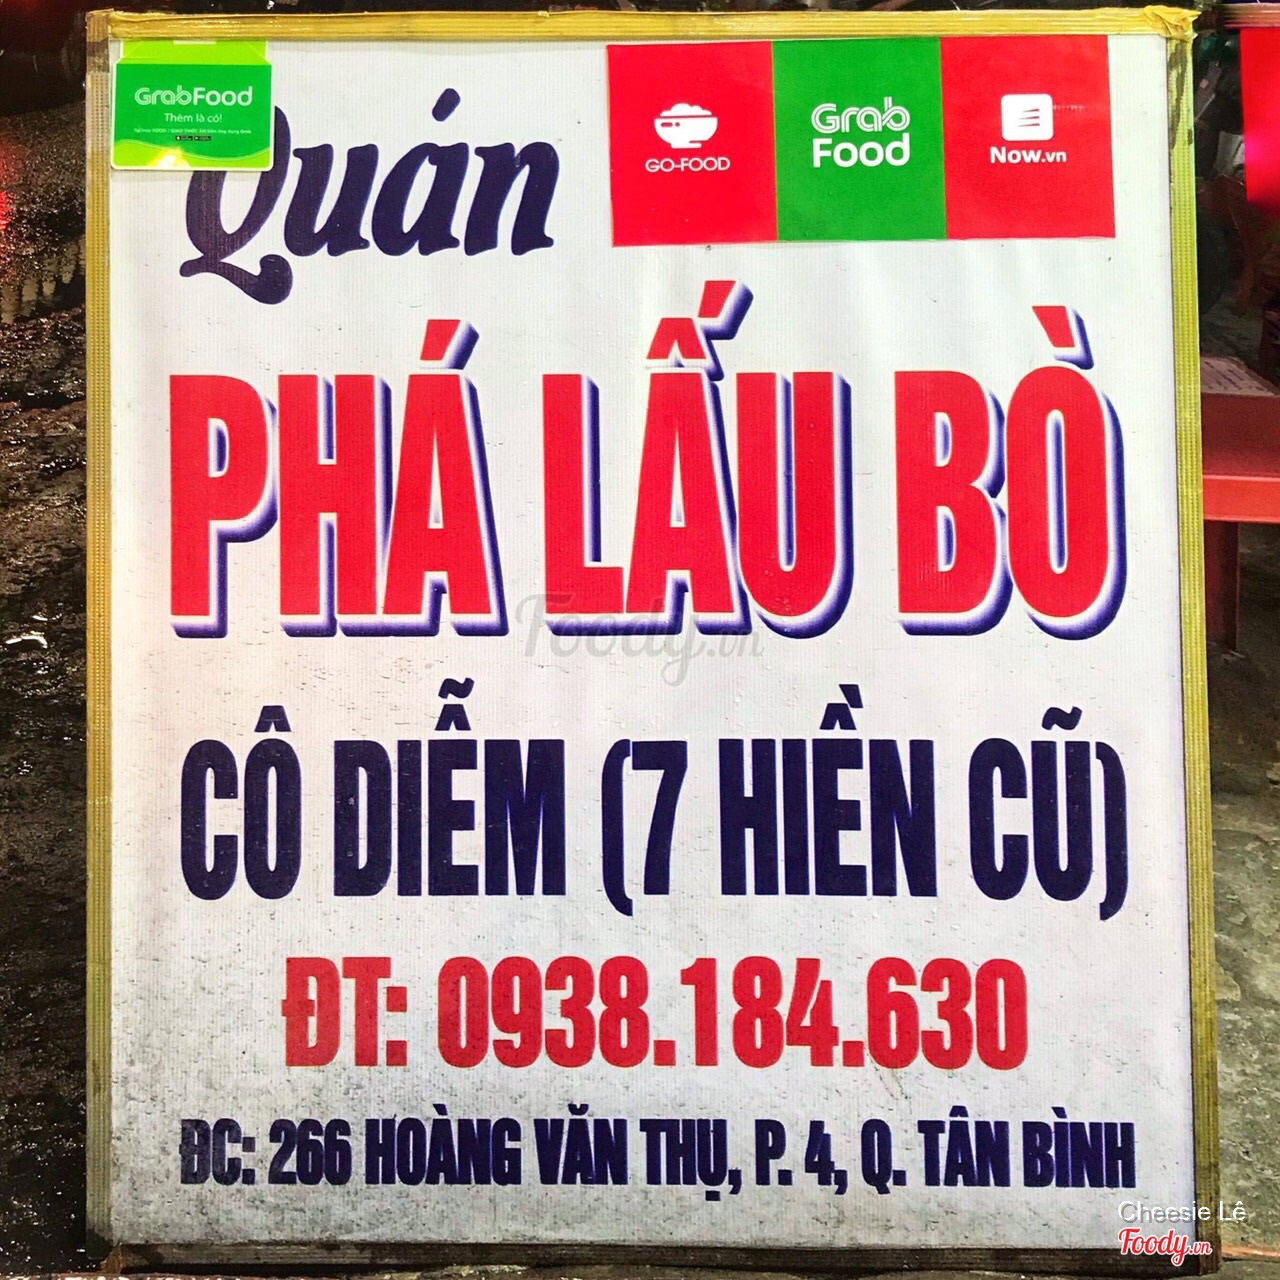 GrabFood
Thèm là có!
GO-FOOD
Grab
Food
Now.vn
Quán
PHÁ LẤU BÒ
Foody.vn
CÔ DIỄM (7 HIỀN CŨ)
ĐT: 0938.184.630
ĐC: 266 HOÀNG VĂN THỤ, P. 4, Q. TÂN BÌNH
Cheesie Lê
Foody.vn